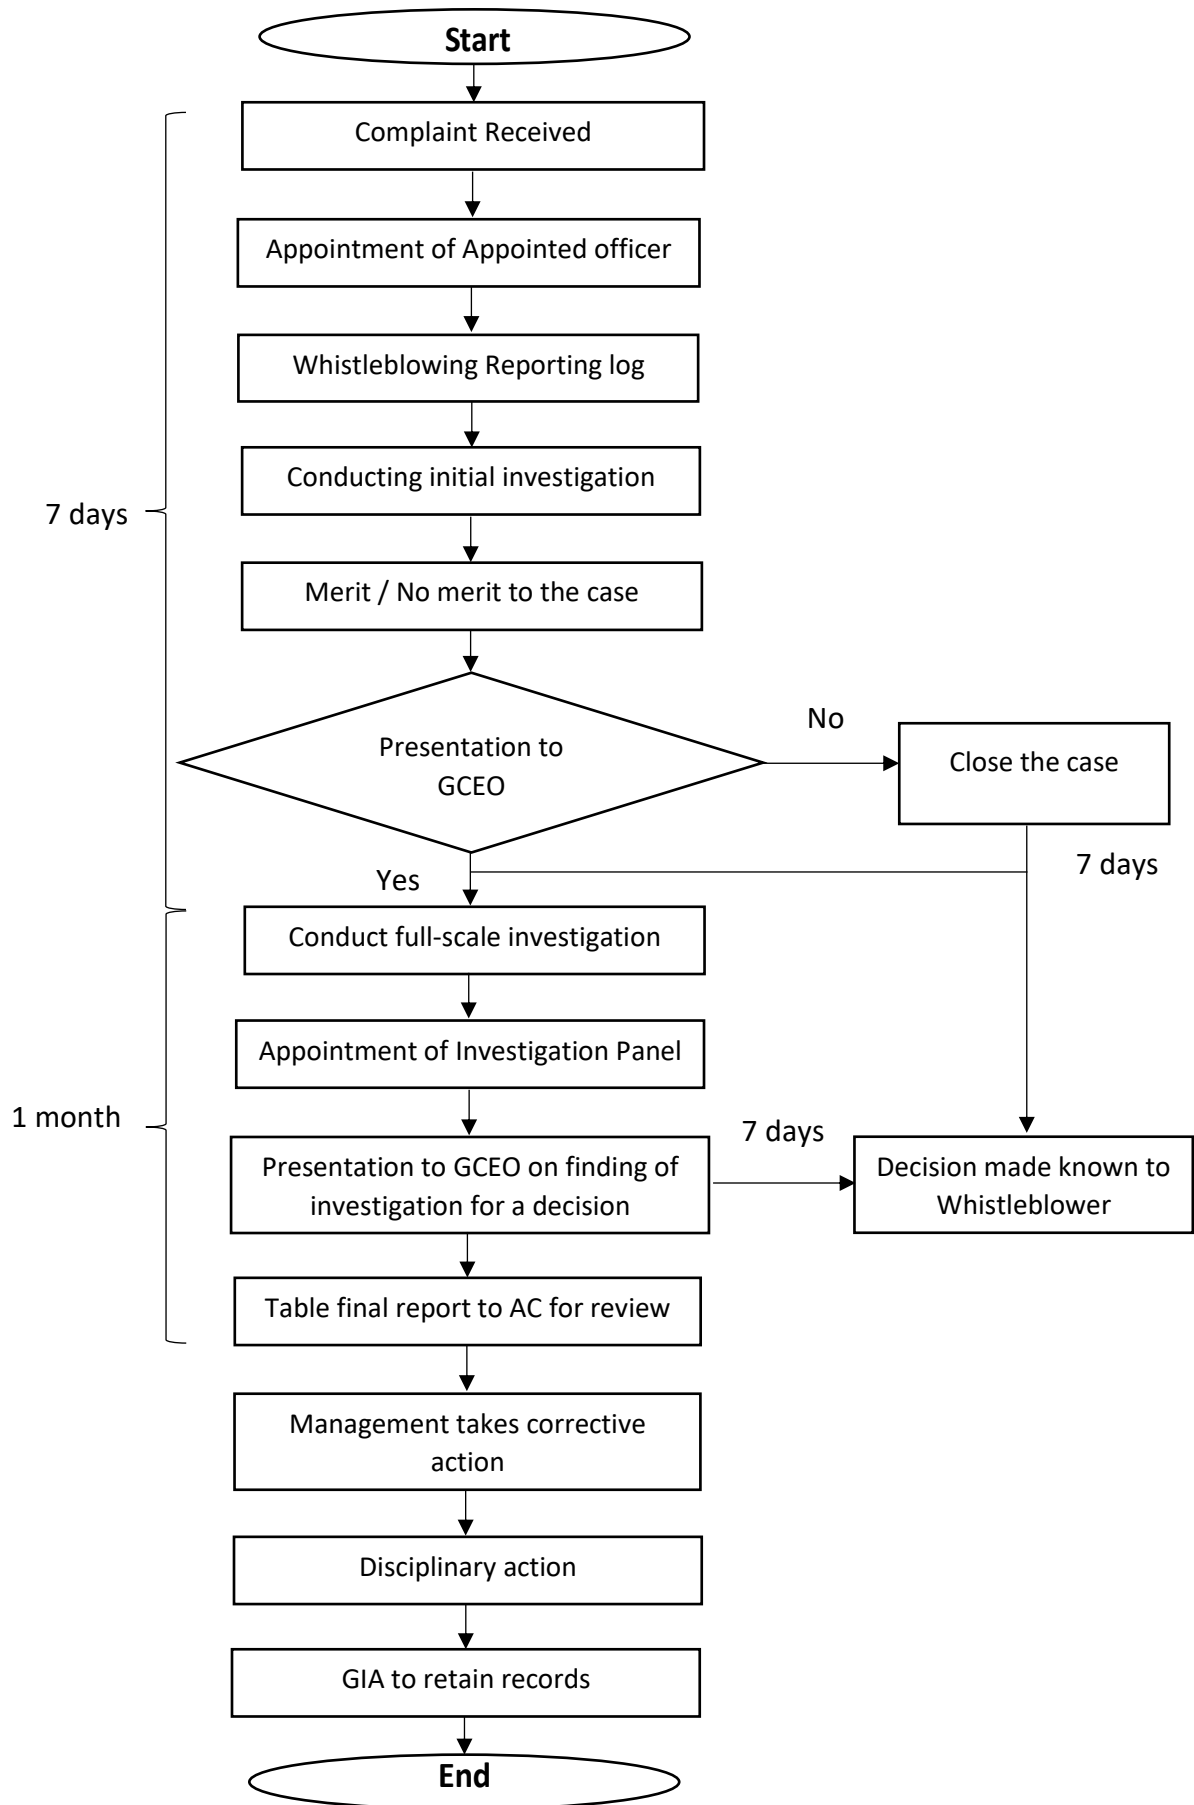 Start
Complaint Received
Appointment of Appointed officer
Whistleblowing Reporting log
Conducting initial investigation
7 days
Merit / No merit to the case
No
Presentation to
GCEO
Close the case
7 days
Yes
Conduct full-scale investigation
Appointment of Investigation Panel
1 month
7 days
Presentation to GCEO on finding of
investigation for a decision
Decision made known to
Whistleblower
Table final report to AC for review
Management takes corrective
action
Disciplinary action
GIA to retain records
End